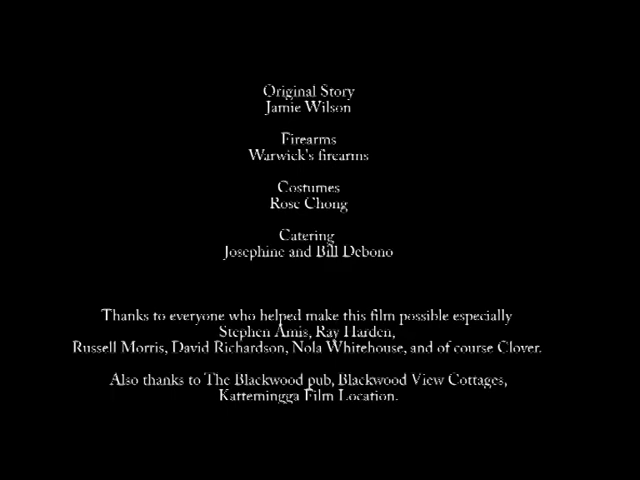 Original Story
Jamie Wilson
Firearms
Warwick's firearms
Costumes
Rose Chong
Catering
Josephine and Bill Debono
Thanks to everyone who helped make this film possible especially
Stephen Amis, Ray Harden,
Russell Morris, David Richardson, Nola Whitehouse, and of course Clover.
Also thanks to The Blackwood pub, Blackwood View Cottages,
Kattemingga Film Location.